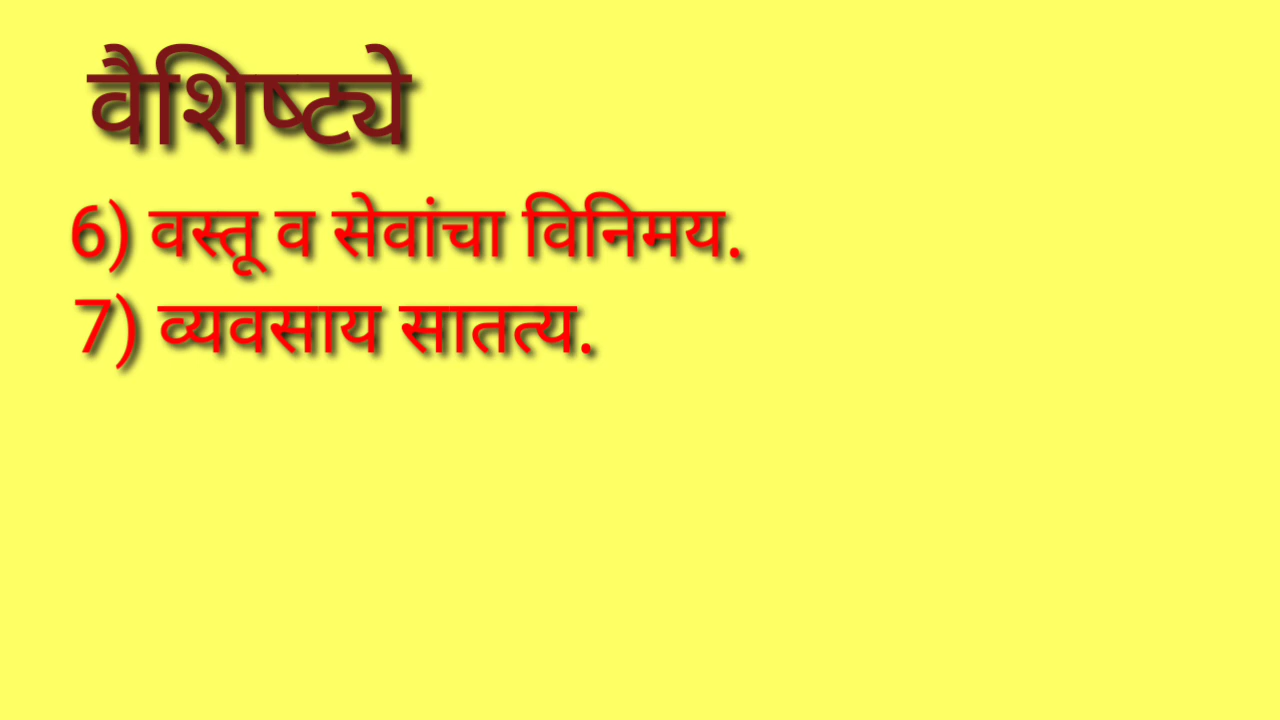 वैशिष्ट्ये
6) वस्तू व सेवांचा विनिमय.
7) व्यवसाय सातत्य.